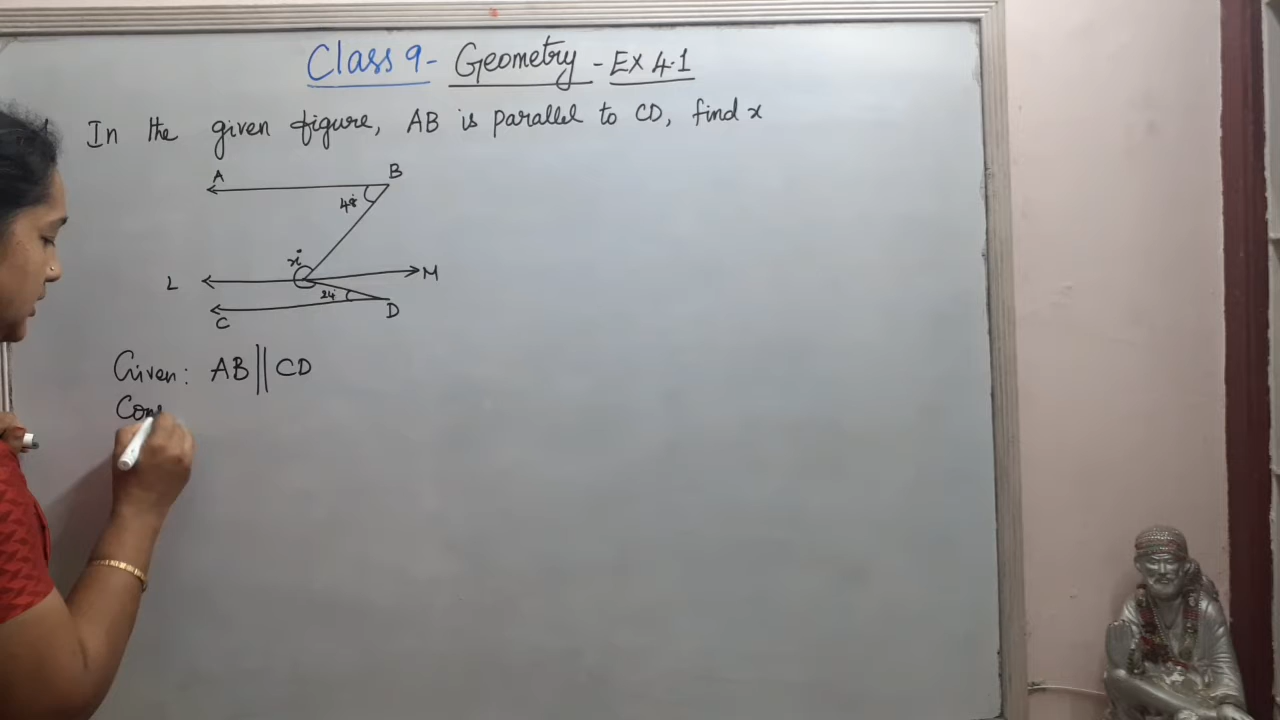 Class 9 - Geometry - Ex 4.1
In the given figure, AB is parallel to CD, find x
A
B
48°
x°
L
M
24°
C
D
Given: AB || CD
Con